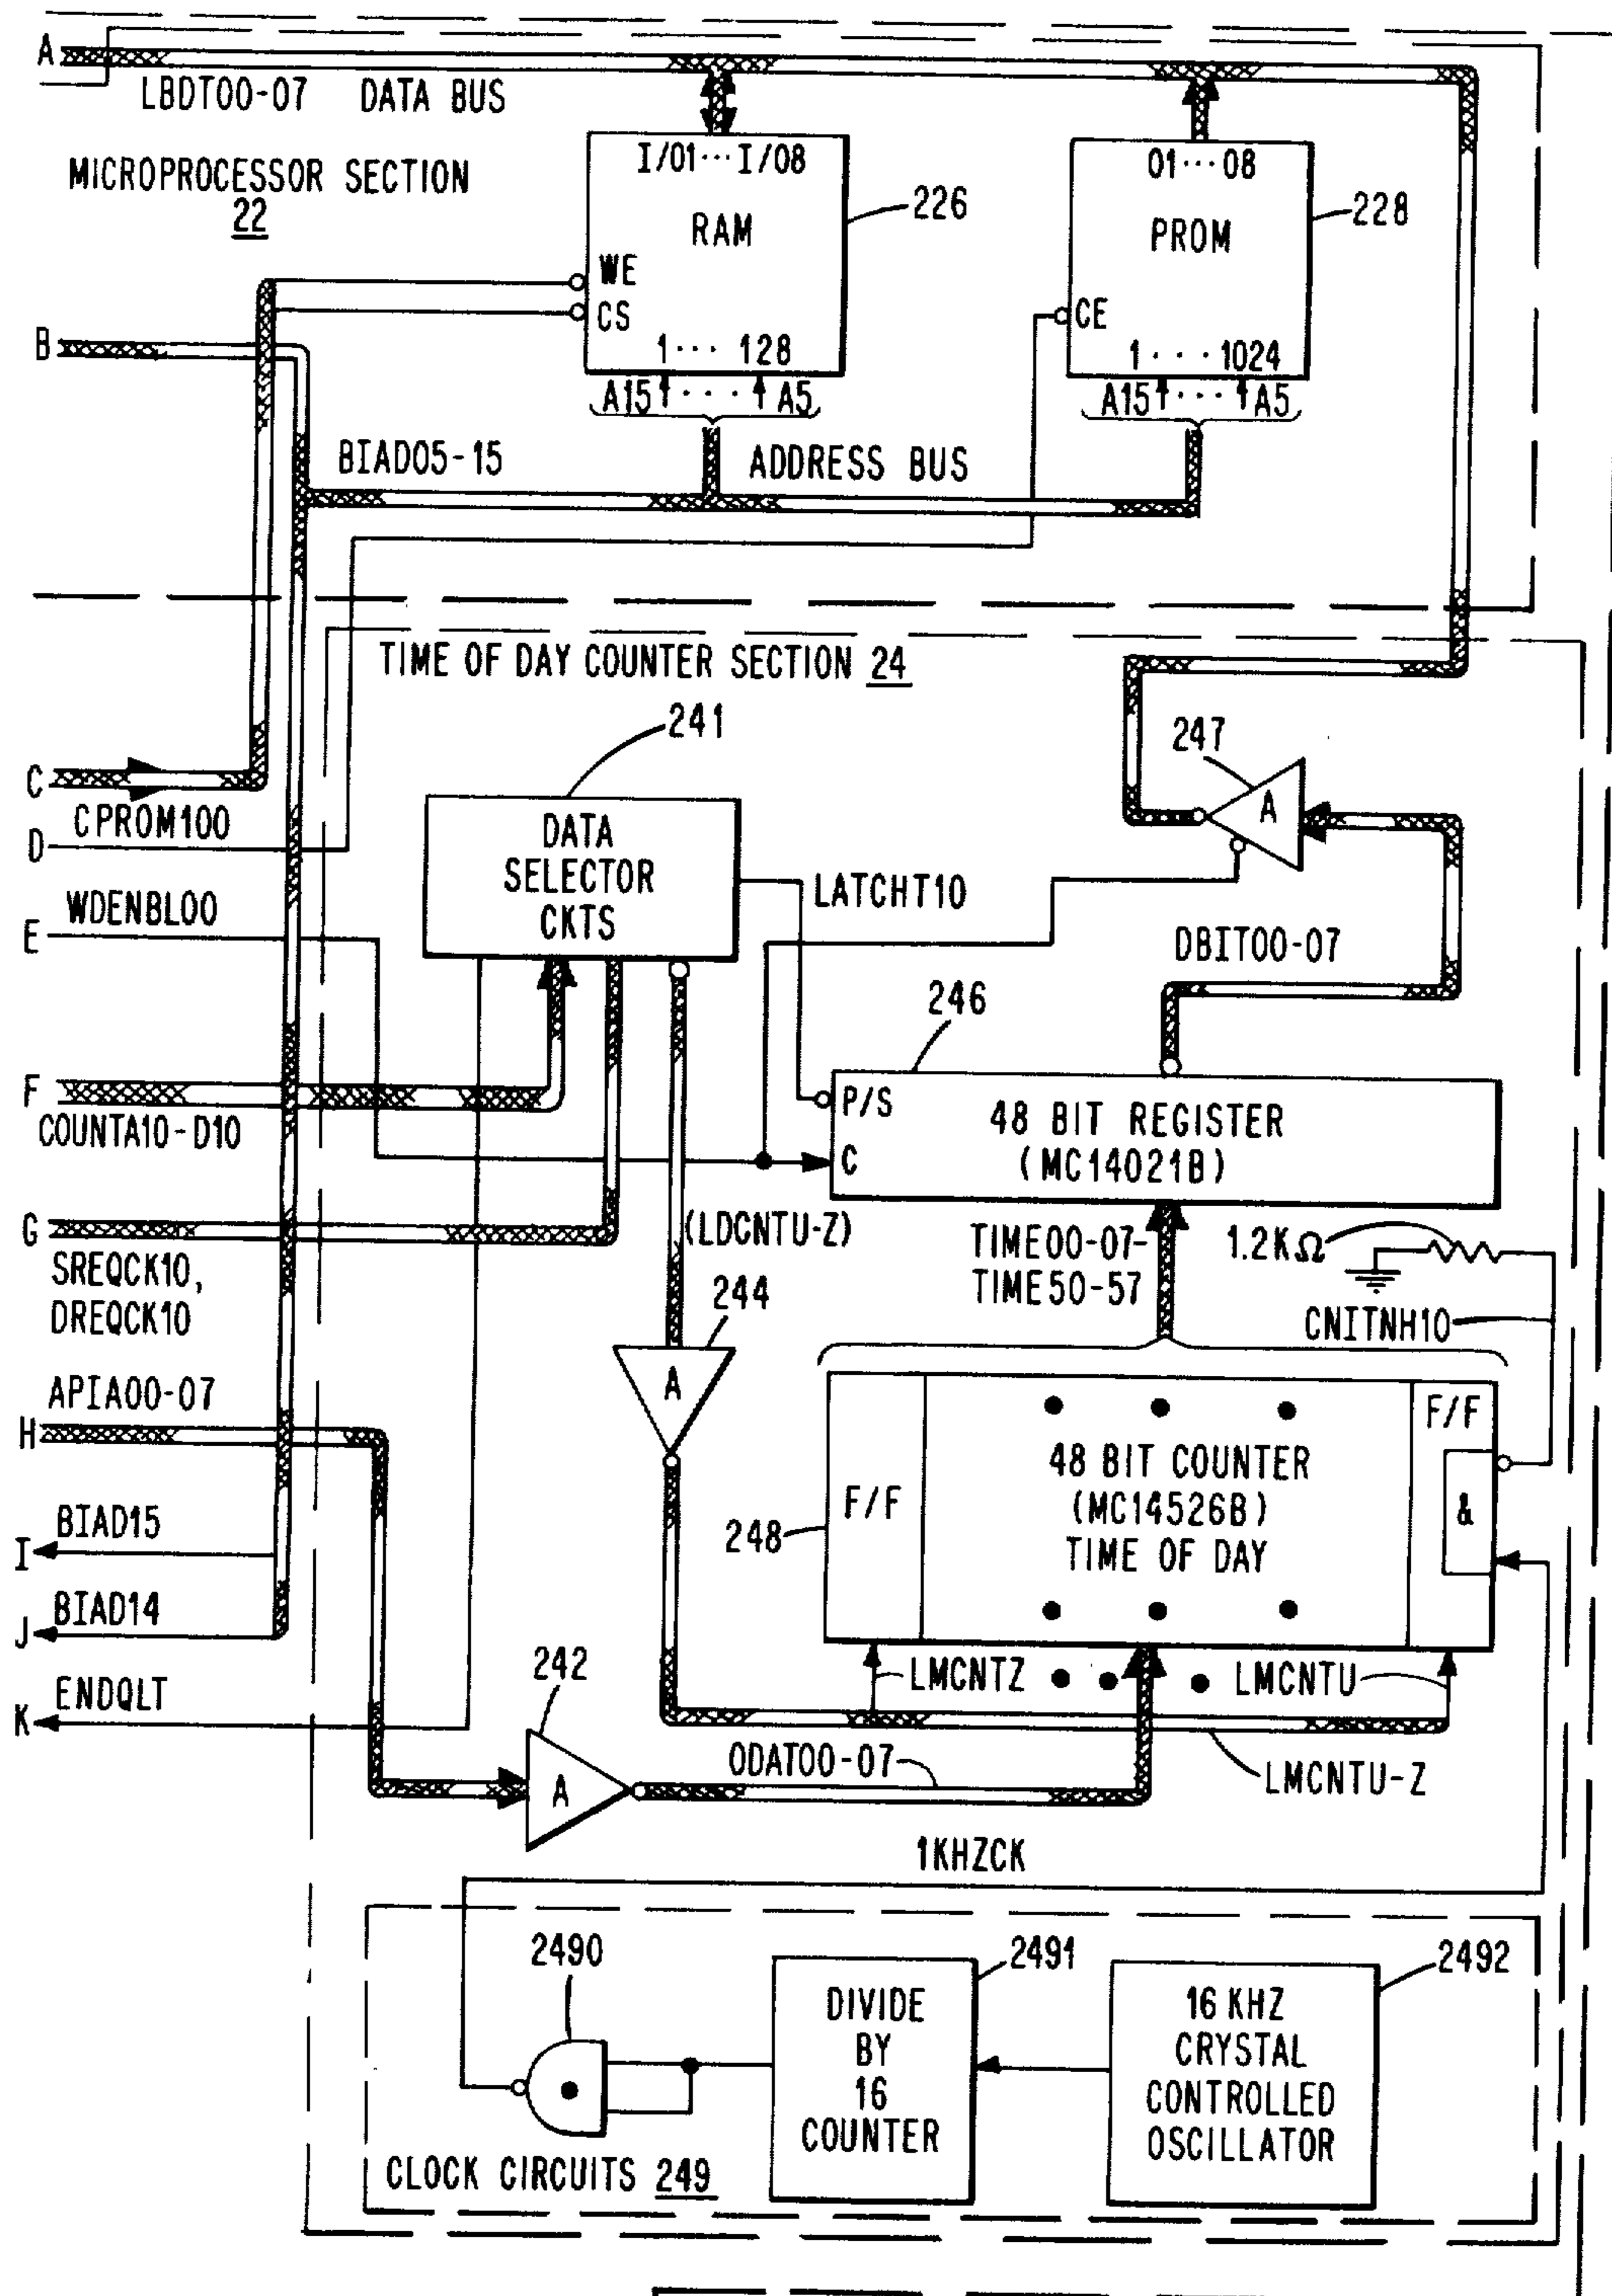 A
LBDT00-07 DATA BUS
MICROPROCESSOR SECTION
22
I/01···I/08
RAM
WE
CS
1··· 128
A15 ··· A5
226
01···08
PROM
CE
1 ···1024
A15 ··· A5
228
B
BIAD05-15
ADDRESS BUS
TIME OF DAY COUNTER SECTION 24
241
247
C
CPROM100
D
DATA
SELECTOR
CKTS
A
LATCHT10
WDENBL00
E
DBIT00-07
246
F
COUNTA10-D10
P/S
C
48 BIT REGISTER
(MC14021B)
G
SREQCK10,
DREQCK10
(LDCNTU-Z)
TIME00-07-
TIME50-57
1.2KΩ
CNITNH10
244
A
APIA00-07
H
F/F
48 BIT COUNTER
(MC14526B)
TIME OF DAY
F/F
&
248
BIAD15
I
BIAD14
J
ENDQLT
K
242
A
LMCNTZ
LMCNTU
ODAT00-07
LMCNTU-Z
1KHZCK
2490
2491
2492
DIVIDE
BY
16
COUNTER
16 KHZ
CRYSTAL
CONTROLLED
OSCILLATOR
CLOCK CIRCUITS 249